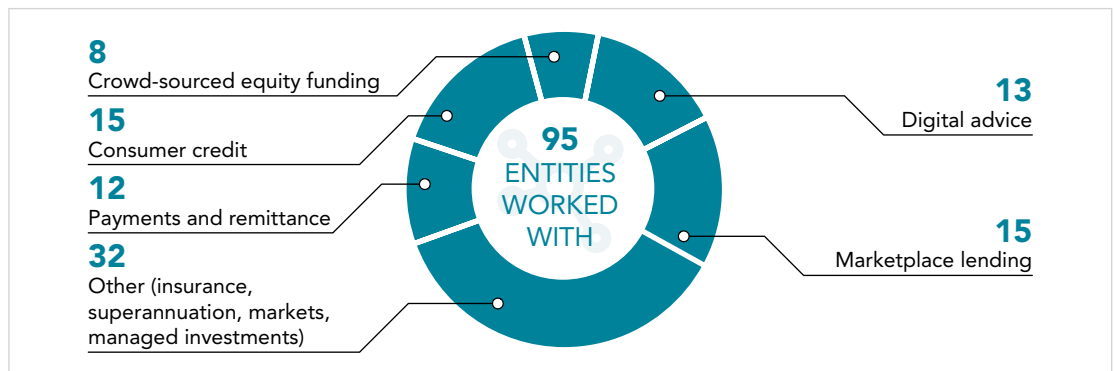 8
Crowd-sourced equity funding
15
Consumer credit
12
Payments and remittance
32
Other (insurance,
superannuation, markets,
managed investments)
95
ENTITIES
WORKED
WITH
13
Digital advice
15
Marketplace lending